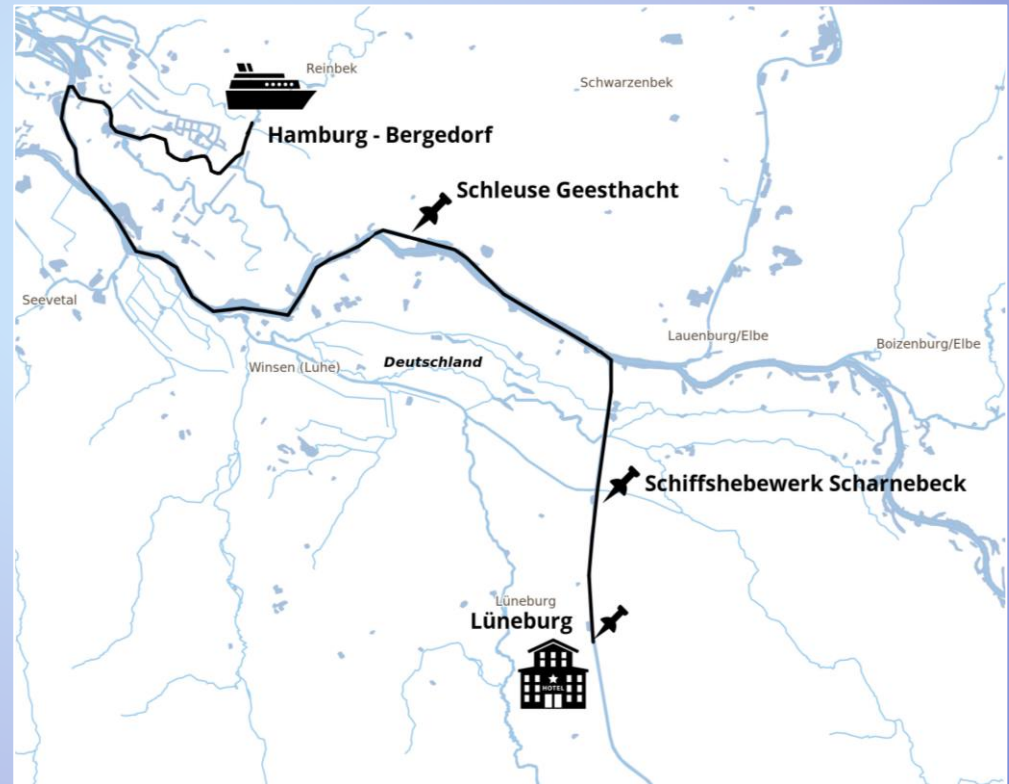 Reinbek
Schwarzenbek
Hamburg - Bergedorf
Schleuse Geesthacht
Seevetal
Lauenburg/Elbe
Boizenburg/Elbe
Winsen (Luhe)
Deutschland
Schiffshebewerk Scharnebeck
Lüneburg
Lüneburg
HOTEL